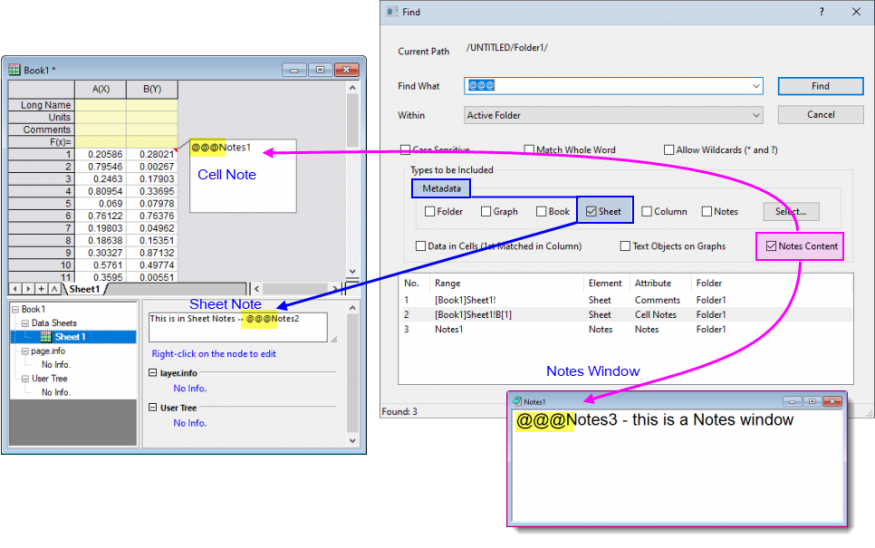 Find
?
Current Path /UNTITLED/Folder1/
Find What @@@ Find
Within Active Folder Cancel
Case Sensitive Match Whole Word Allow Wildcards (* and ?)
Types to be Included
Metadata
Folder Graph Book Sheet Column Notes Select...
Data in Cells (1st Matched in Column) Text Objects on Graphs Notes Content
No. Range Element Attribute Folder
1 [Book1]Sheet1! Sheet Comments Folder1
2 [Book1]Sheet1!B[1] Sheet Cell Notes Folder1
3 Notes1 Notes Notes Folder1
Notes Window
Found: 3
Book1 *
A(X) B(Y)
Long Name
Units
Comments
F(x)=
1 0.20586 0.28021
2 0.79546 0.00267
3 0.2463 0.17903
4 0.80954 0.33695
5 0.069 0.07978
6 0.76122 0.76376
7 0.19803 0.04962
8 0.18638 0.15351
9 0.30327 0.87132
10 0.5761 0.49774
11 0.3595 0.00551
@@@Notes1
Cell Note
Sheet1
Sheet Note
Book1
Data Sheets
Sheet1
page.info
No Info.
User Tree
No Info.
This is in Sheet Notes -- @@@Notes2
Right-click on the node to edit
layer.info
No Info.
User Tree
No Info.
Notes1
@@@Notes3 - this is a Notes window